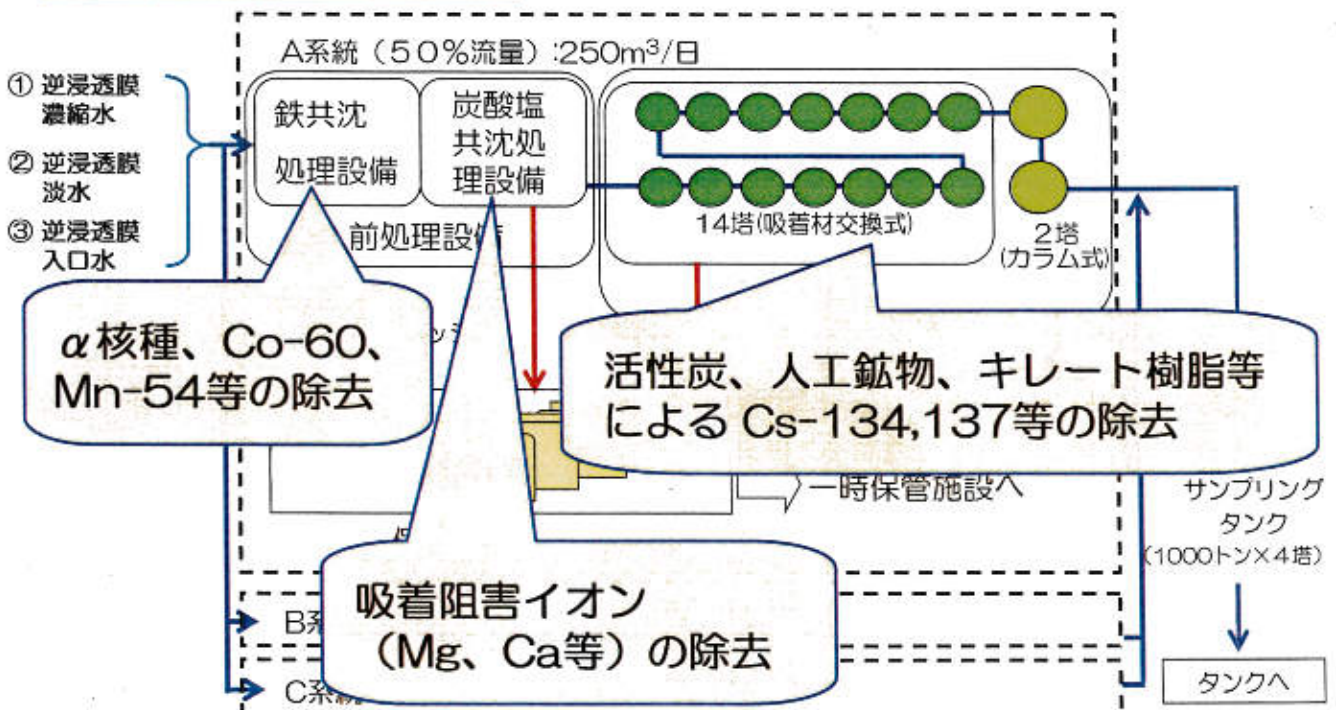 A系統（５０％流量）:250m³/日
① 逆浸透膜
濃縮水
② 逆浸透膜
淡水
③ 逆浸透膜
入口水
鉄共沈
処理設備
炭酸塩
共沈処
理設備
前処理設
14塔(吸着材交換式)
2塔
(カラム式)
α核種、Co-60、
Mn-54等の除去
活性炭、人工鉱物、キレート樹脂等
による Cs-134,137等の除去
一時保管施設へ
サンプリング
タンク
(1000トン×4塔)
吸着阻害イオン
（Mg、Ca等）の除去
B系
C系統
タンクへ